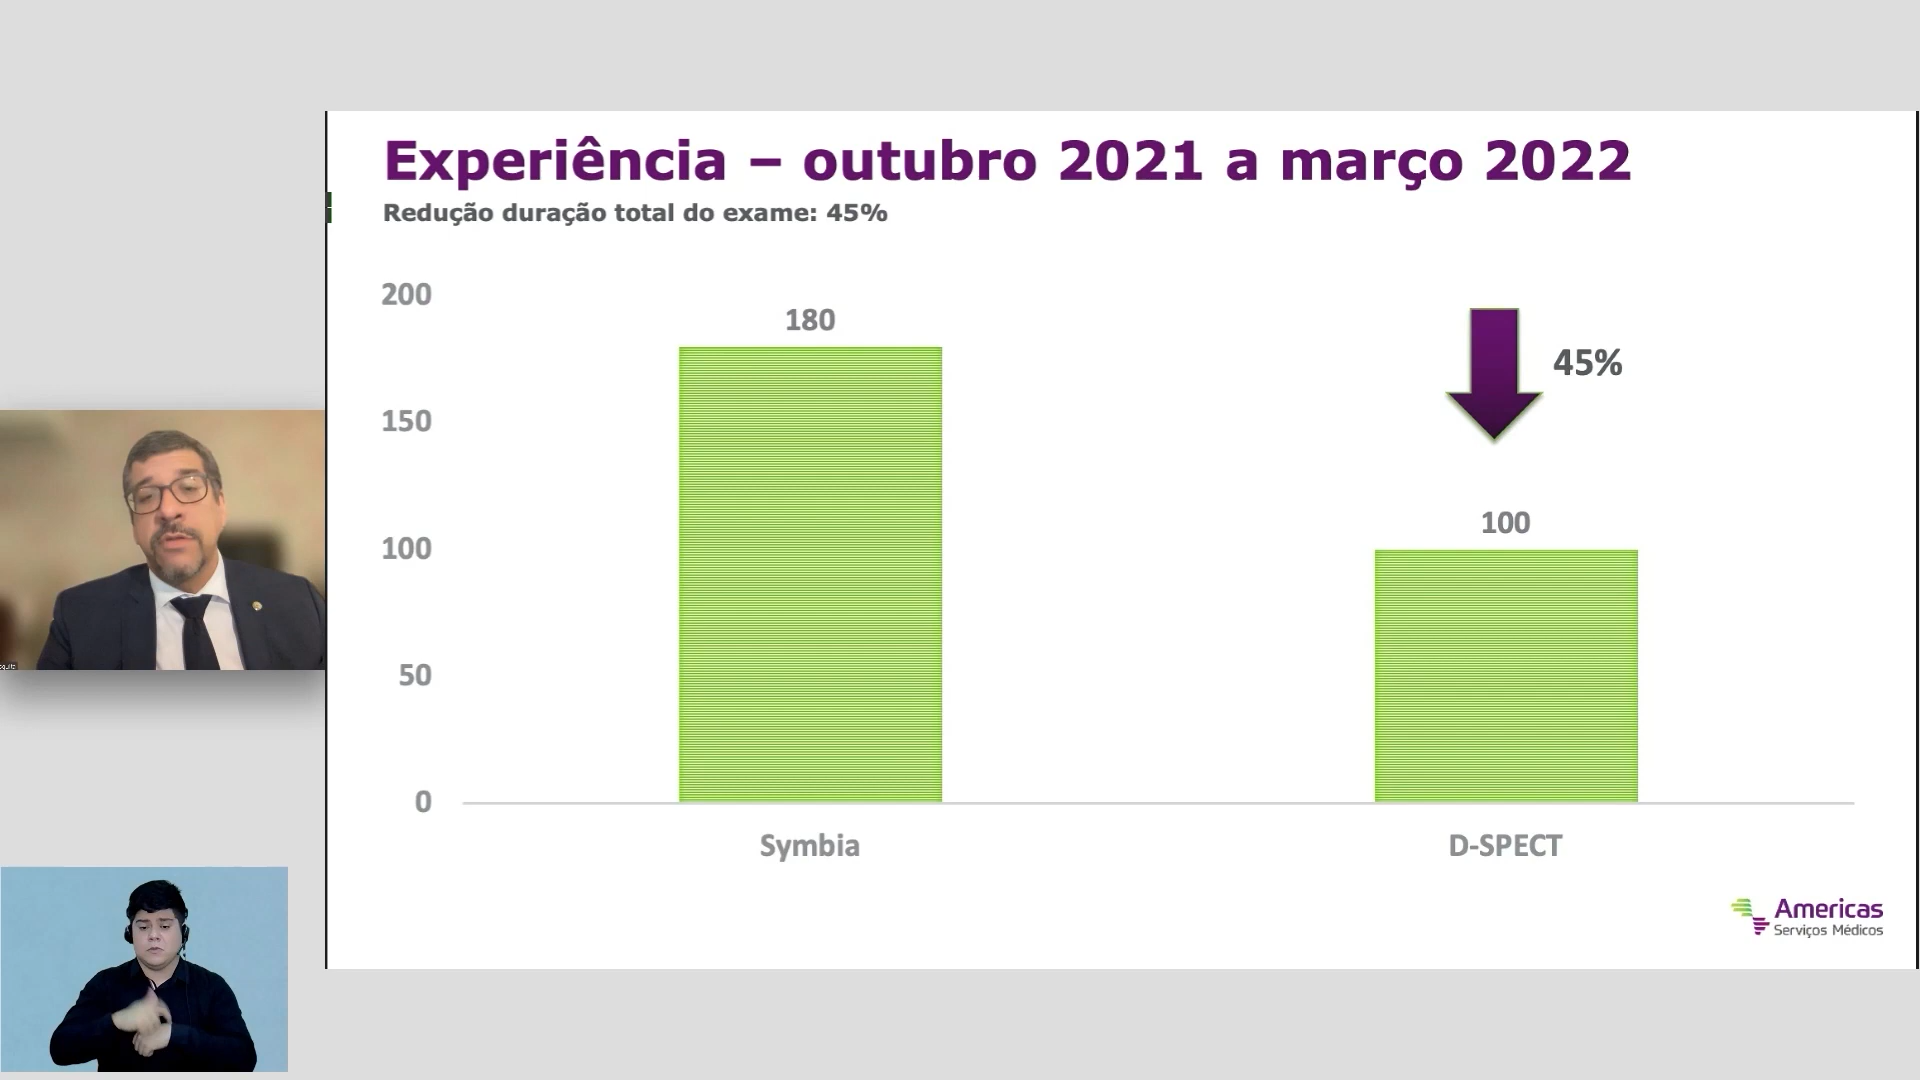 Experiência – outubro 2021 a março 2022
Redução duração total do exame: 45%
200
150
100
50
0
180
45%
100
Symbia
D-SPECT
Americas
Serviços Médicos